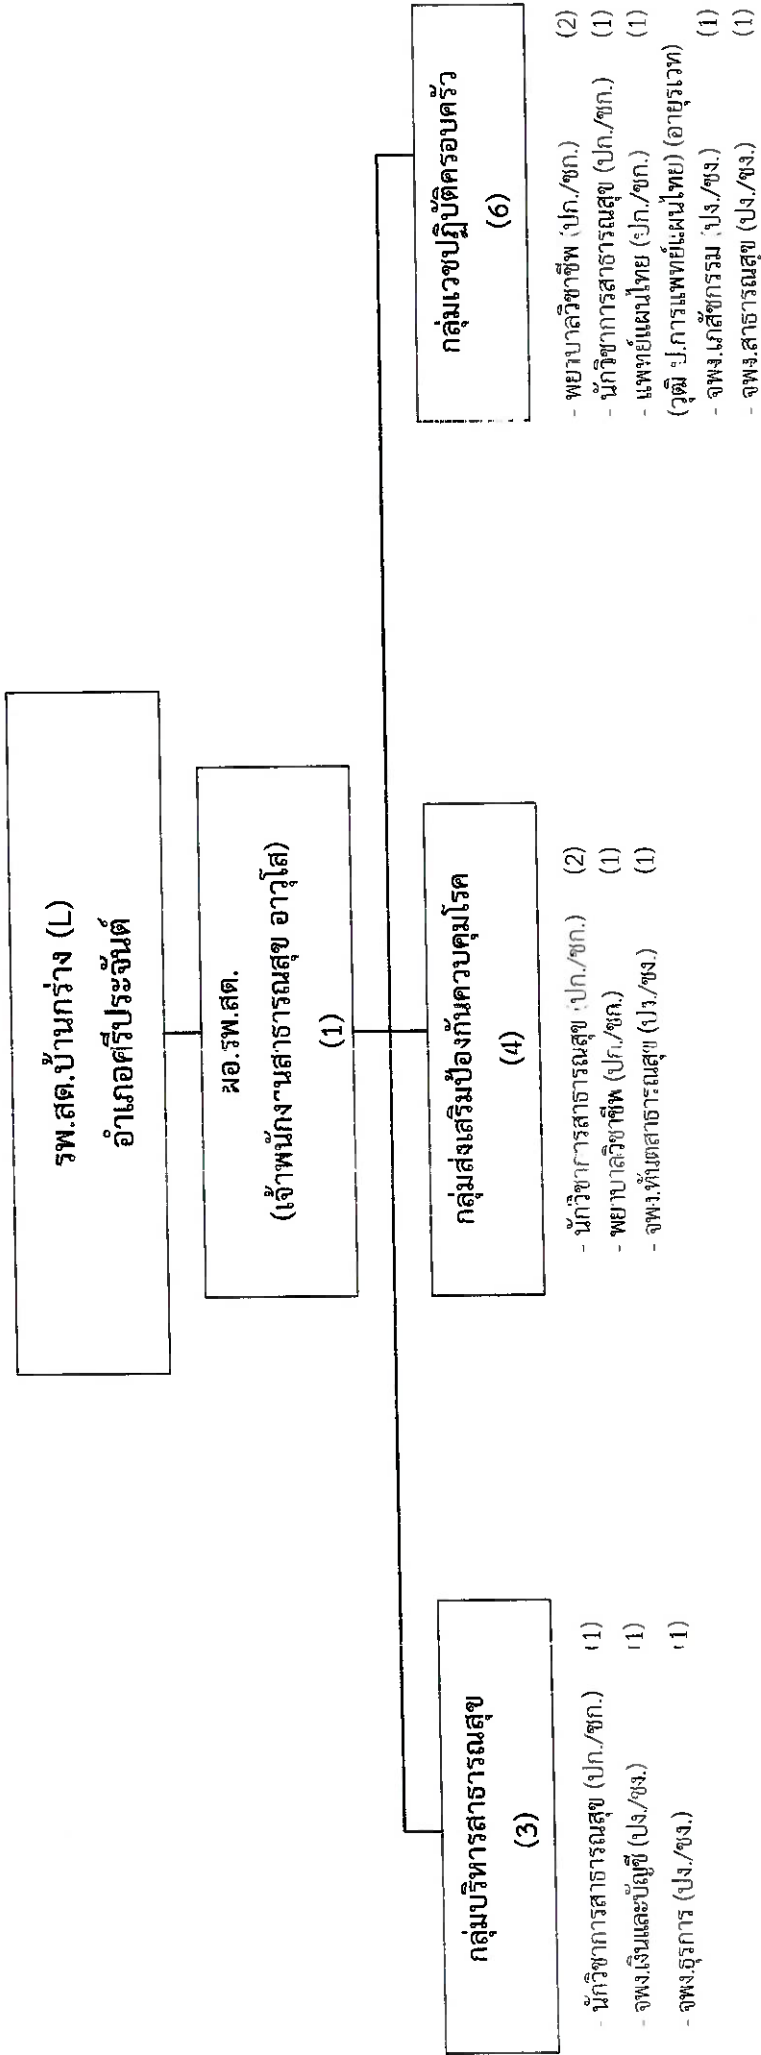 รพ.สต.บ้านกร่าง (L)
อำเภอศรีประจันต์
ผอ.รพ.สต.
(เจ้าพนักงานสาธารณสุข อาวุโส)
(1)
กลุ่มบริหารสาธารณสุข
(3)
- นักวิชาการสาธารณสุข (ปก./ชก.) (1)
- จพง.เงินและบัญชี (ปง./ชง.) (1)
- จพง.ธุรการ (ปง./ชง.) (1)
กลุ่มส่งเสริมป้องกันควบคุมโรค
(4)
- นักวิชาการสาธารณสุข (ปก./ชก.) (2)
- พยาบาลวิชาชีพ (ปก./ชก.) (1)
- จพง.ทันตสาธารณสุข (ปง./ชง.) (1)
กลุ่มเวชปฏิบัติครอบครัว
(6)
- พยาบาลวิชาชีพ (ปก./ชก.) (2)
- นักวิชาการสาธารณสุข (ปก./ชก.) (1)
- แพทย์แผนไทย (ปก./ชก.) (1)
(วุฒิ ป.การแพทย์แผนไทย) (อายุรเวท)
- จพง.เภสัชกรรม (ปง./ชง.) (1)
- จพง.สาธารณสุข (ปง./ชง.) (1)